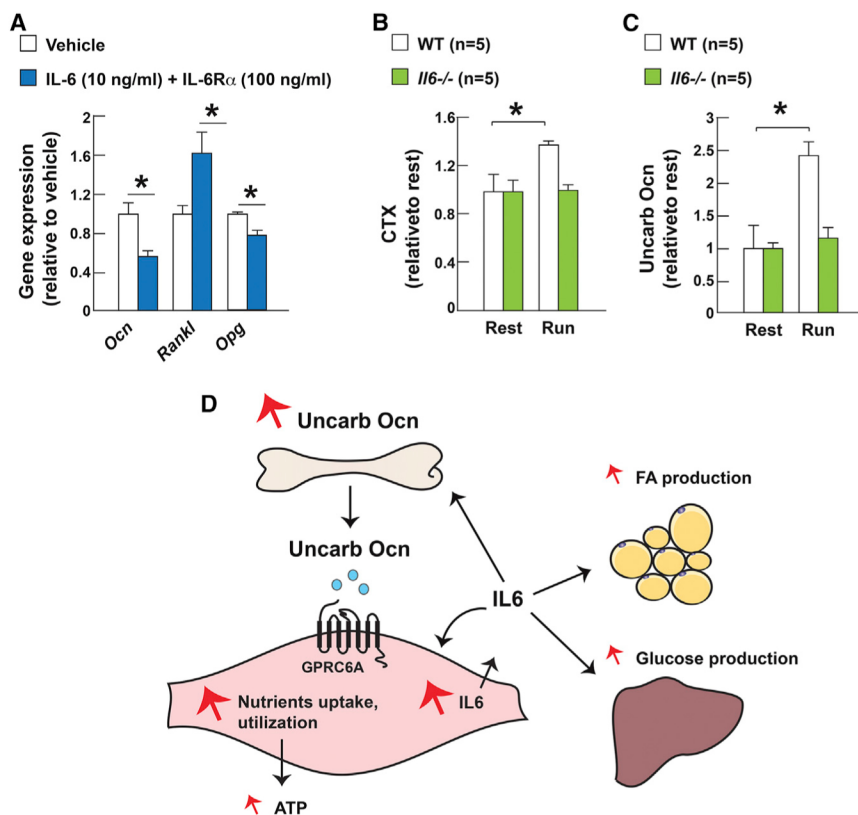 A
Vehicle
IL-6 (10 ng/ml) + IL-6Rα (100 ng/ml)
Gene expression
(relative to vehicle)
2
1.6
1.2
0.8
0.4
0
*
*
*
Ocn
Rankl
Opg
B
WT (n=5)
Il6-/- (n=5)
CTX
(relativeto rest)
1.6
1.2
0.8
0.4
0
*
Rest
Run
C
WT (n=5)
Il6-/- (n=5)
Uncarb Ocn
(relativeto rest)
3
2.5
2
1.5
1
0.5
0
*
Rest
Run
D
Uncarb Ocn
Uncarb Ocn
GPRC6A
Nutrients uptake,
utilization
IL6
ATP
IL6
FA production
Glucose production